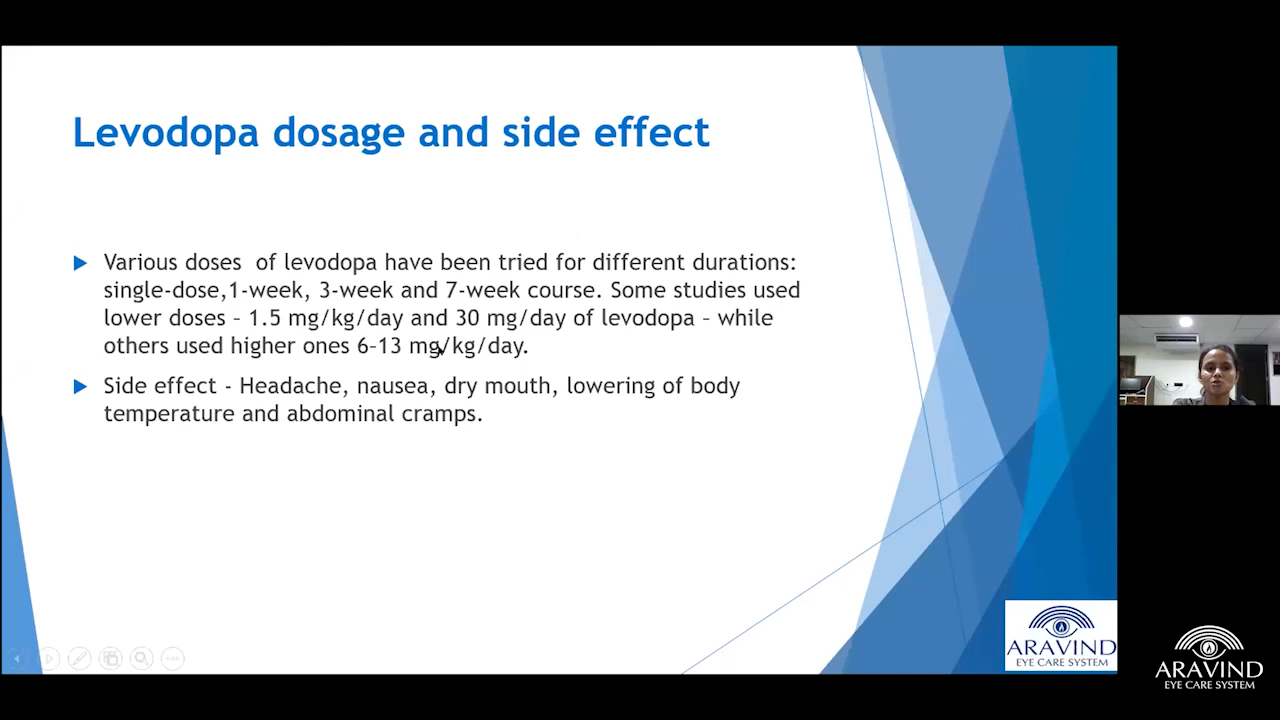 Levodopa dosage and side effect
Various doses  of levodopa have been tried for different durations:
single-dose,1-week, 3-week and 7-week course. Some studies used
lower doses – 1.5 mg/kg/day and 30 mg/day of levodopa – while
others used higher ones 6–13 mg/kg/day.
Side effect - Headache, nausea, dry mouth, lowering of body
temperature and abdominal cramps.
ARAVIND
EYE CARE SYSTEM
ARAVIND
EYE CARE SYSTEM